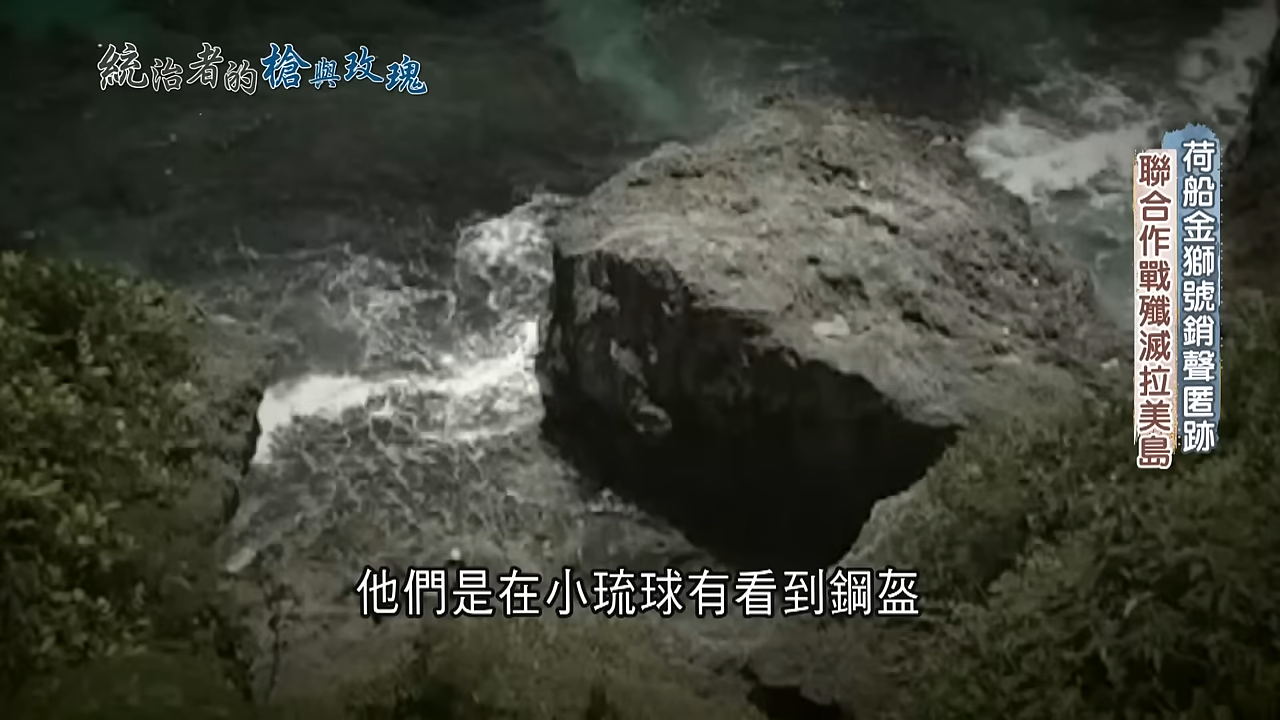 統治者的槍與玫瑰
荷船金獅號銷聲匿跡
聯合作戰殲滅拉美島
他們是在小琉球有看到鋼盔